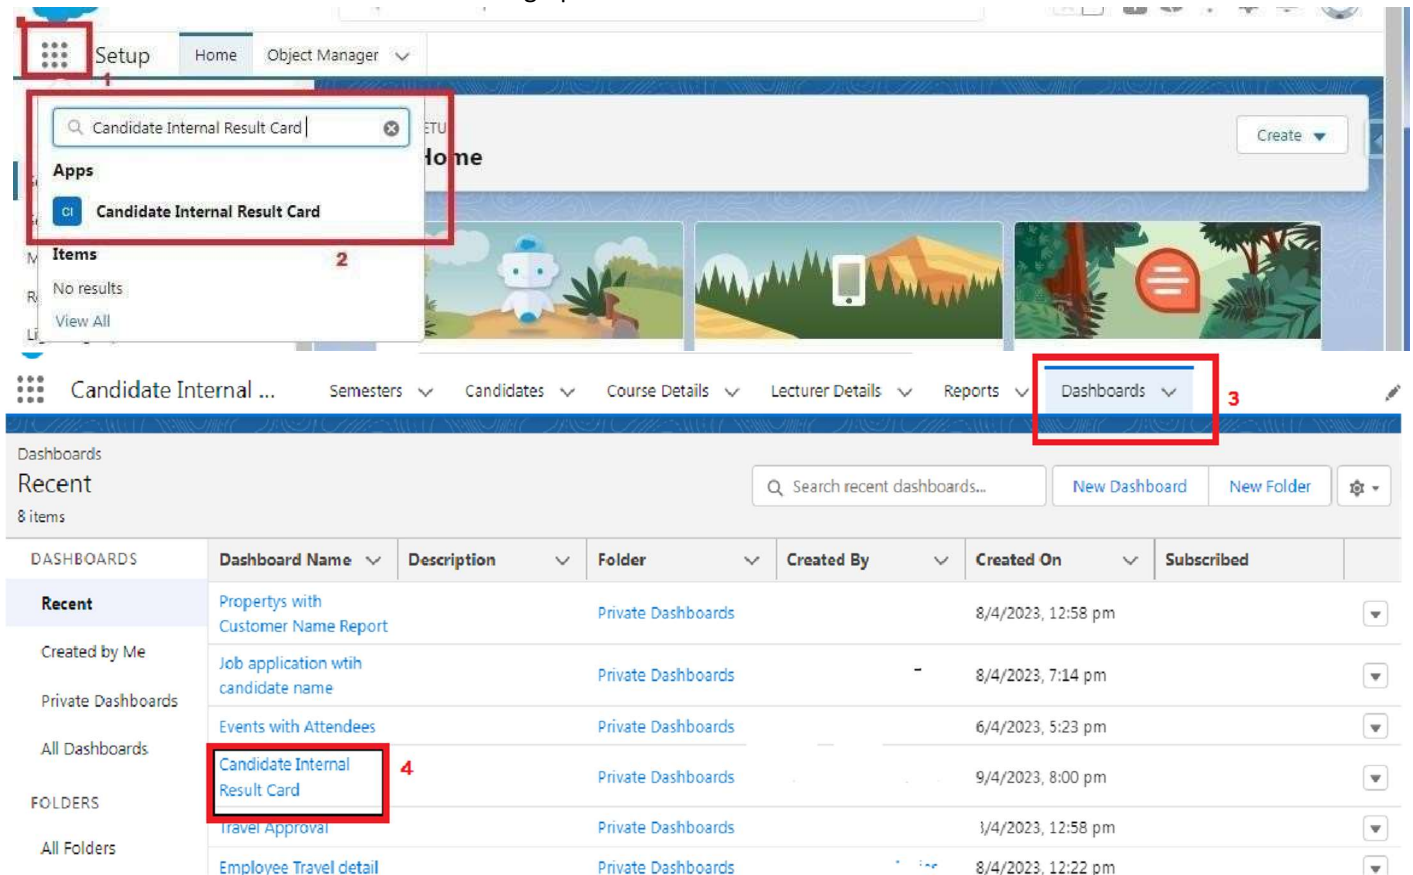 Setup Home Object Manager
1
Candidate Internal Result Card
Apps
CI Candidate Internal Result Card
Items
2
No results
View All
Home
Create
Candidate Internal ... Semesters Candidates Course Details Lecturer Details Reports Dashboards
3
Dashboards
Recent
8 items
Search recent dashboards... New Dashboard New Folder
DASHBOARDS Dashboard Name Description Folder Created By Created On Subscribed
Recent
Propertys with
Customer Name Report
Private Dashboards 8/4/2023, 12:58 pm
Created by Me
Job application wtih
candidate name
Private Dashboards 8/4/2023, 7:14 pm
Private Dashboards
Events with Attendees Private Dashboards 6/4/2023, 5:23 pm
All Dashboards
Candidate Internal
Result Card
4
Private Dashboards 9/4/2023, 8:00 pm
FOLDERS
Travel Approval Private Dashboards /4/2023, 12:58 pm
All Folders
Employee Travel detail Private Dashboards 8/4/2023, 12:22 pm